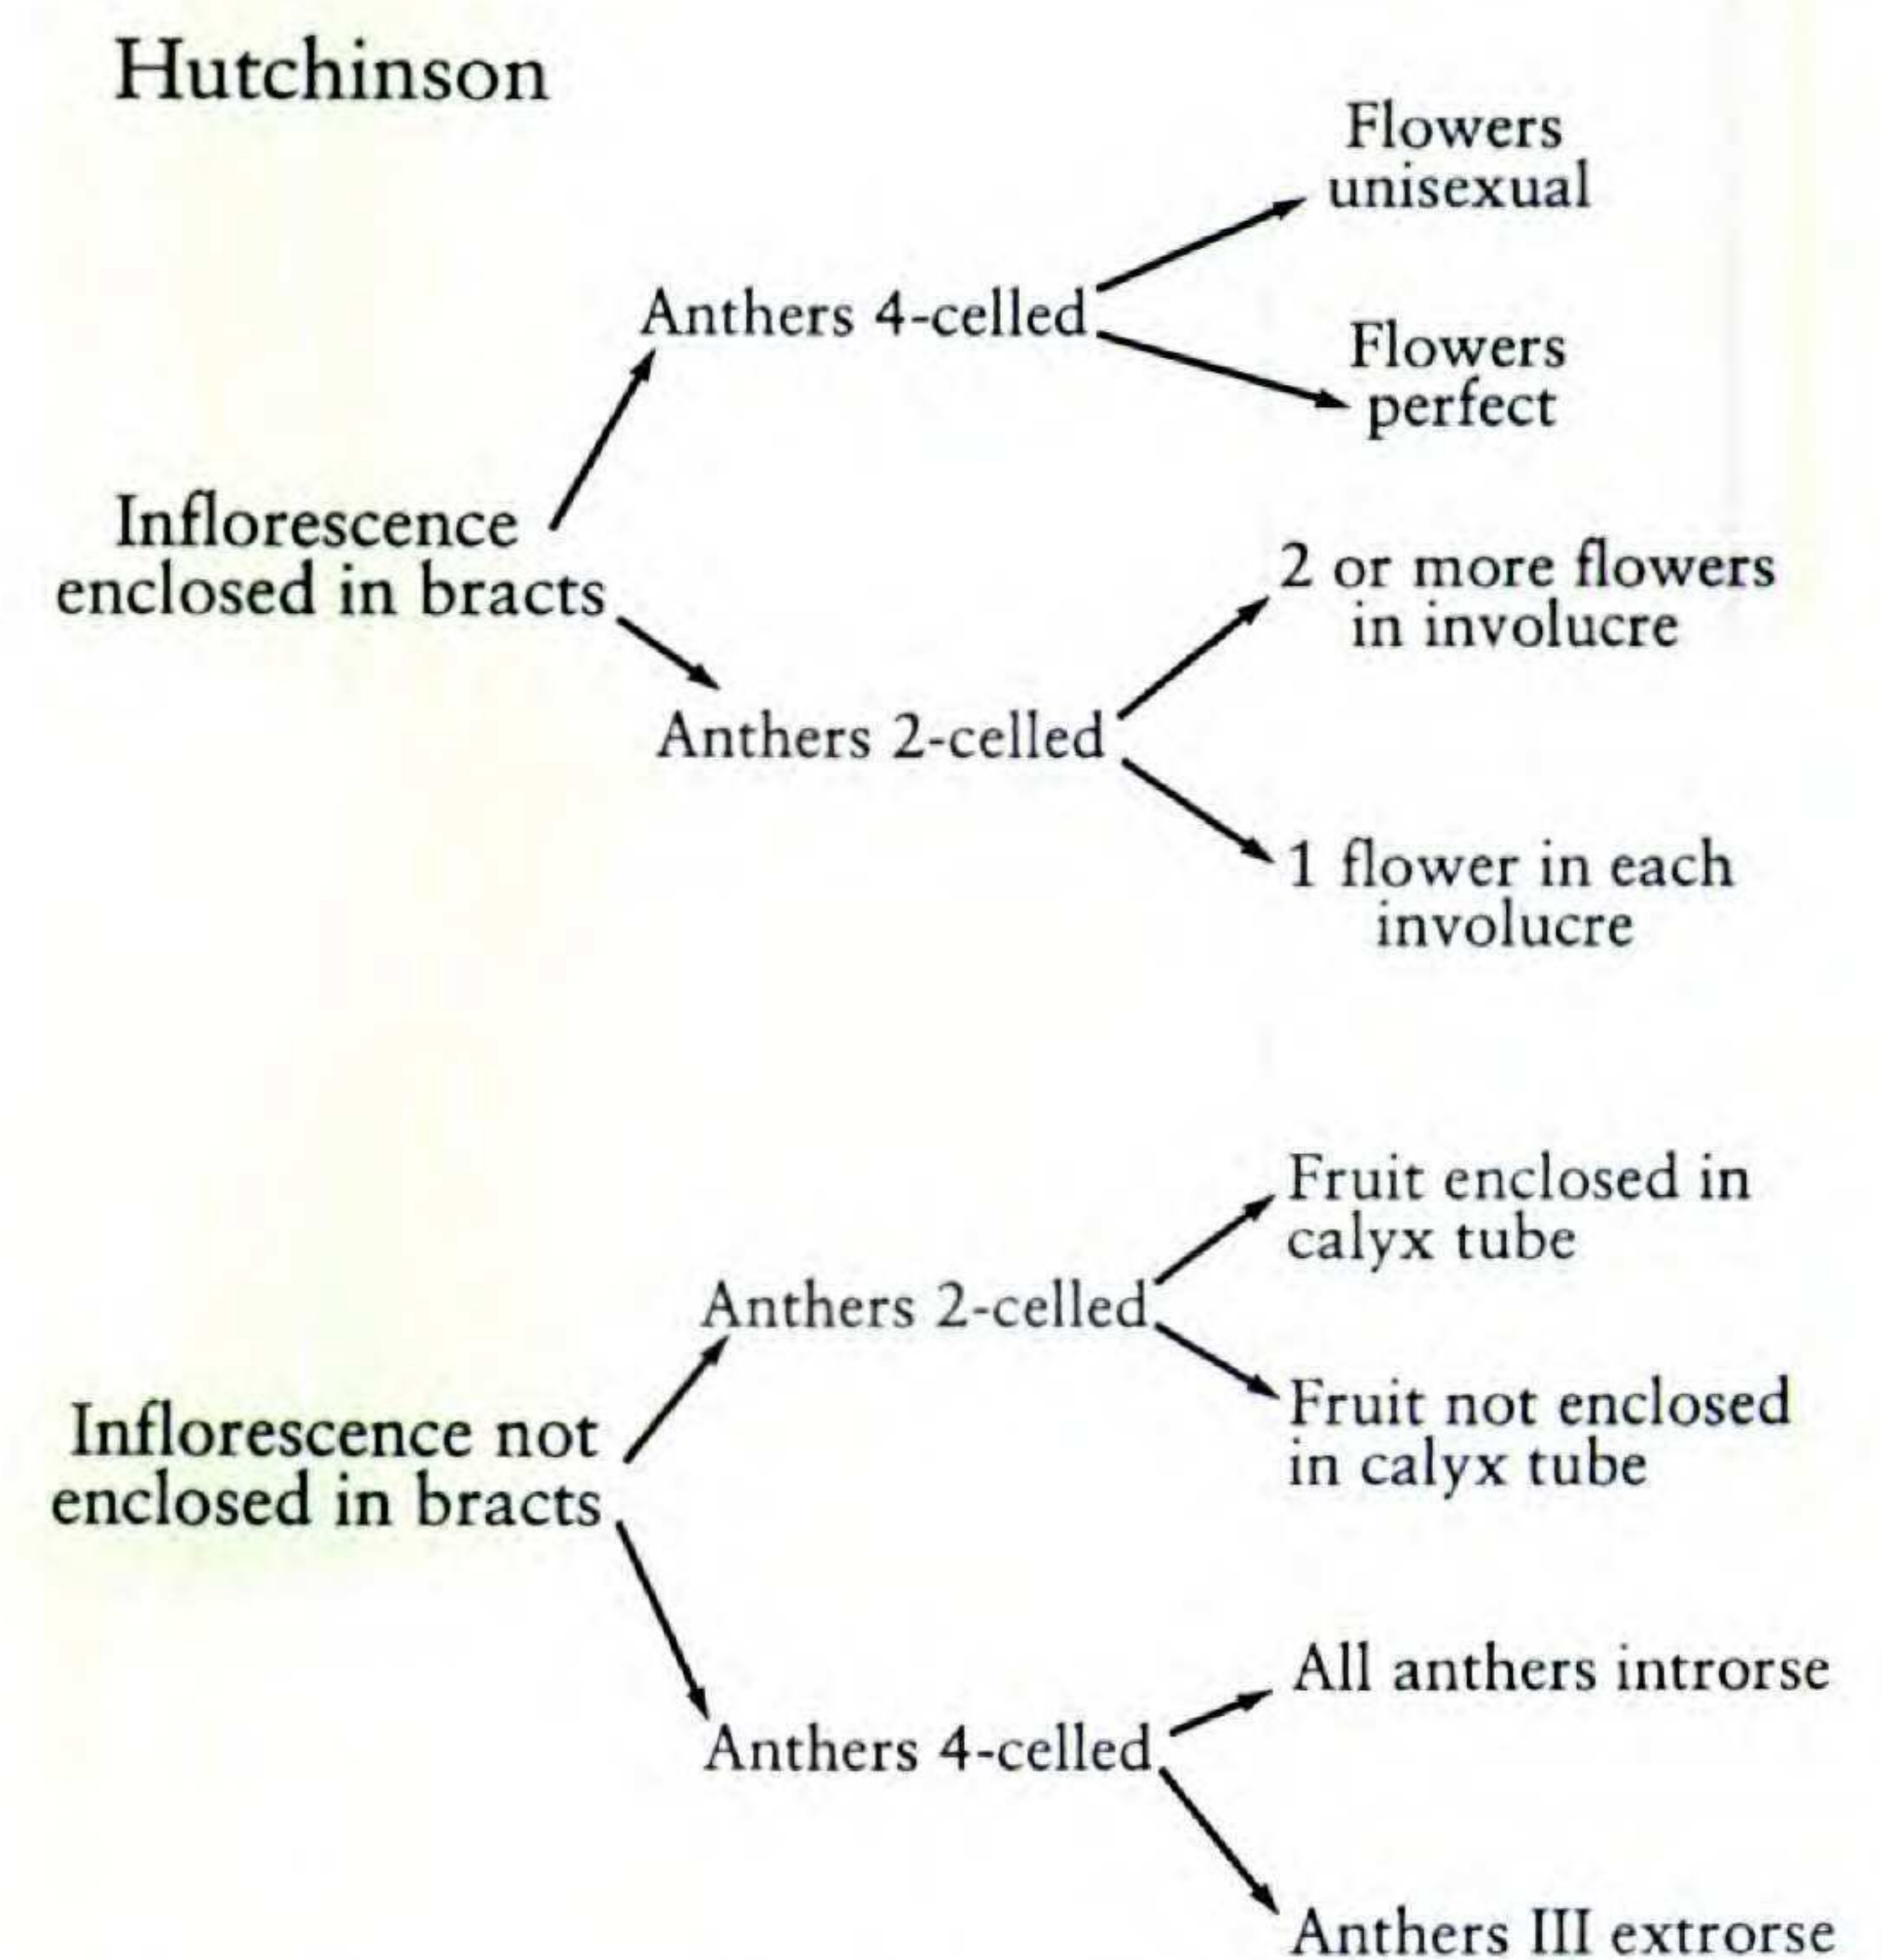 Hutchinson
Flowers
unisexual
Anthers 4-celled
Flowers
perfect
Inflorescence
enclosed in bracts
2 or more flowers
in involucre
Anthers 2-celled
1 flower in each
involucre
Fruit enclosed in
calyx tube
Anthers 2-celled
Fruit not enclosed
in calyx tube
Inflorescence not
enclosed in bracts
All anthers introrse
Anthers 4-celled
Anthers III extrorse